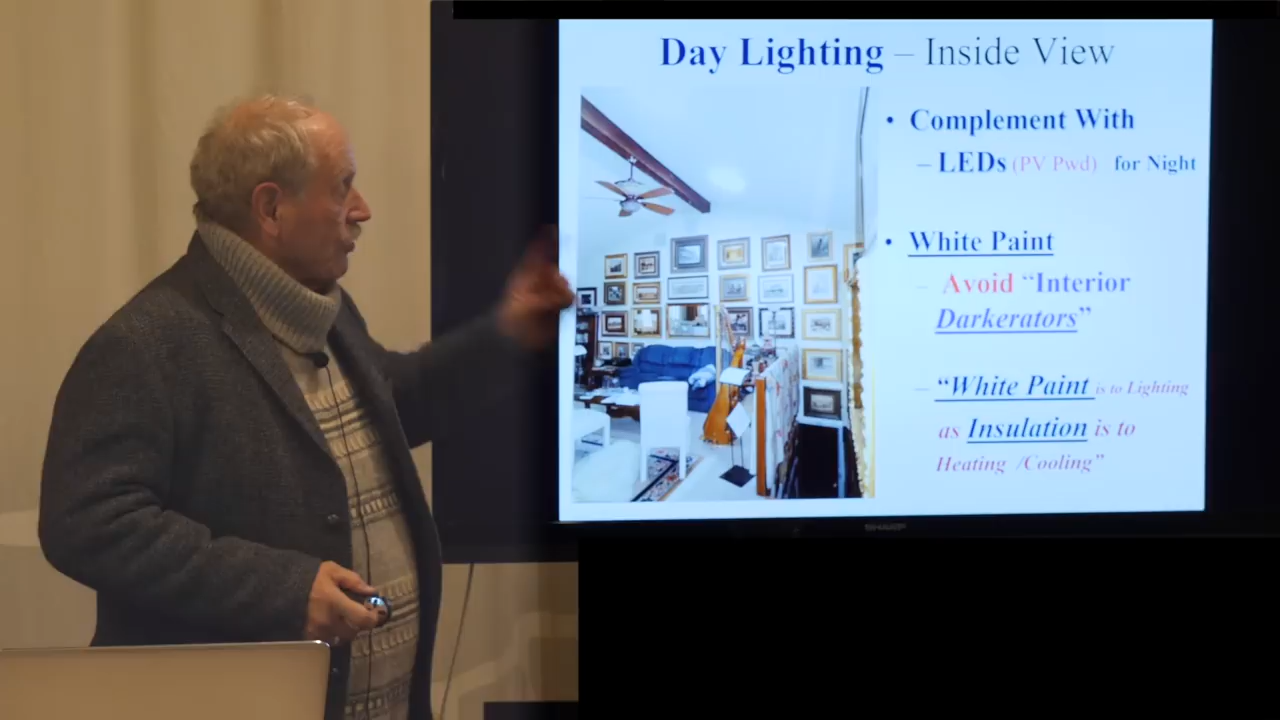 Day Lighting – Inside View
• Complement With
– LEDs (PV Pwd) for Night
• White Paint
– Avoid “Interior
Darkerators”
– “White Paint is to Lighting
as Insulation is to
Heating /Cooling”
SHARP